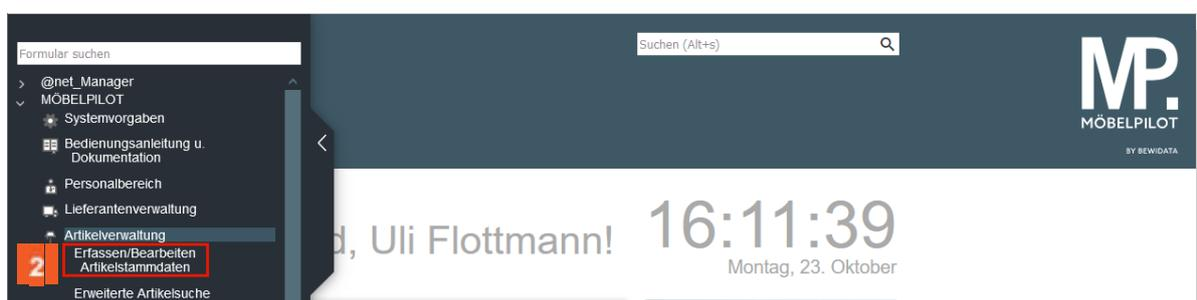 Formular suchen
Suchen (Alt+s)
@net_Manager
MÖBELPILOT
Systemvorgaben
Bedienungsanleitung u.
Dokumentation
Personalbereich
Lieferantenverwaltung
Artikelverwaltung
2
Erfassen/Bearbeiten
Artikelstammdaten
Erweiterte Artikelsuche
MP.
MÖBELPILOT
BY BEWIDATA
d, Uli Flottmann!
16:11:39
Montag, 23. Oktober